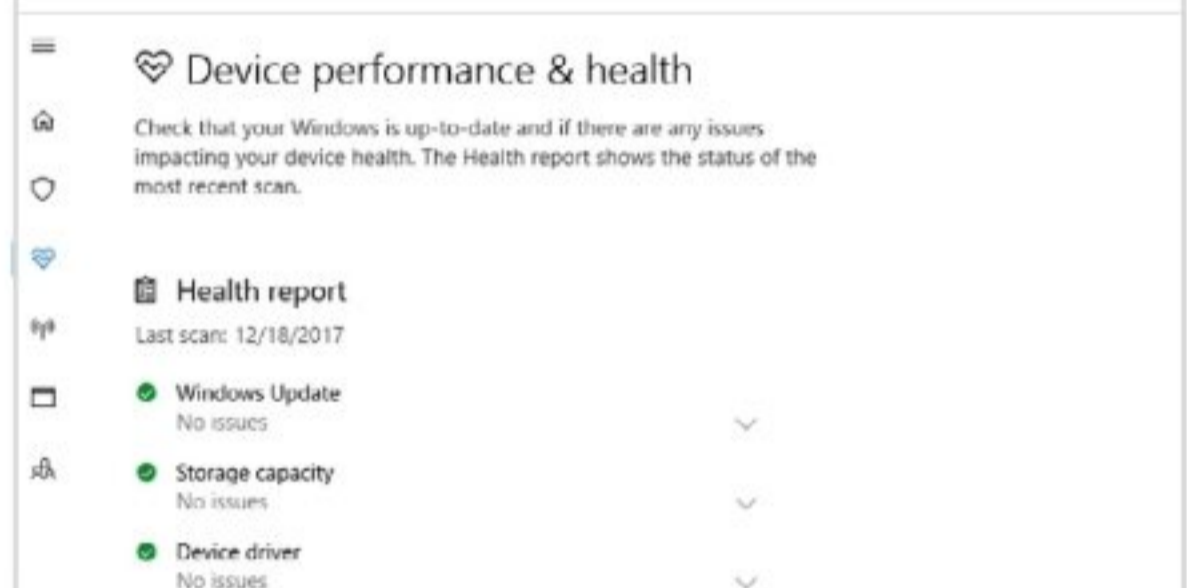 Device performance & health
Check that your Windows is up-to-date and if there are any issues
impacting your device health. The Health report shows the status of the
most recent scan.
Health report
Last scan: 12/18/2017
Windows Update
No issues
Storage capacity
No issues
Device driver
No issues